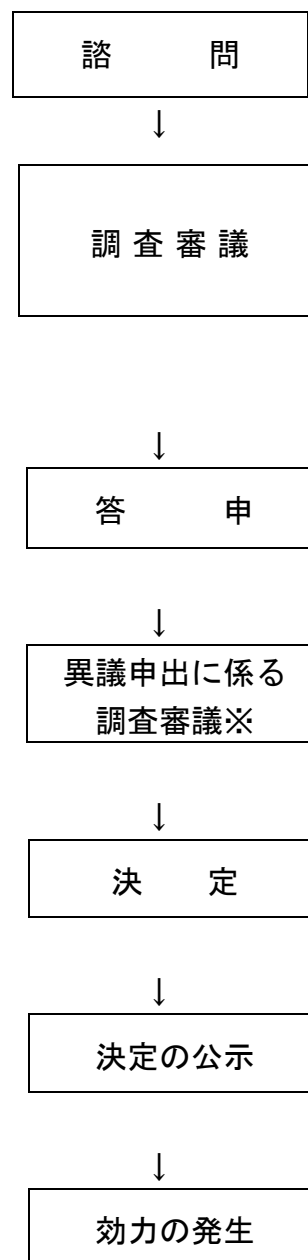 諮　　　問
↓
調 査 審 議
↓
答　　　申
↓
異議申出に係る
調査審議※
↓
決　　定
↓
決定の公示
↓
効力の発生